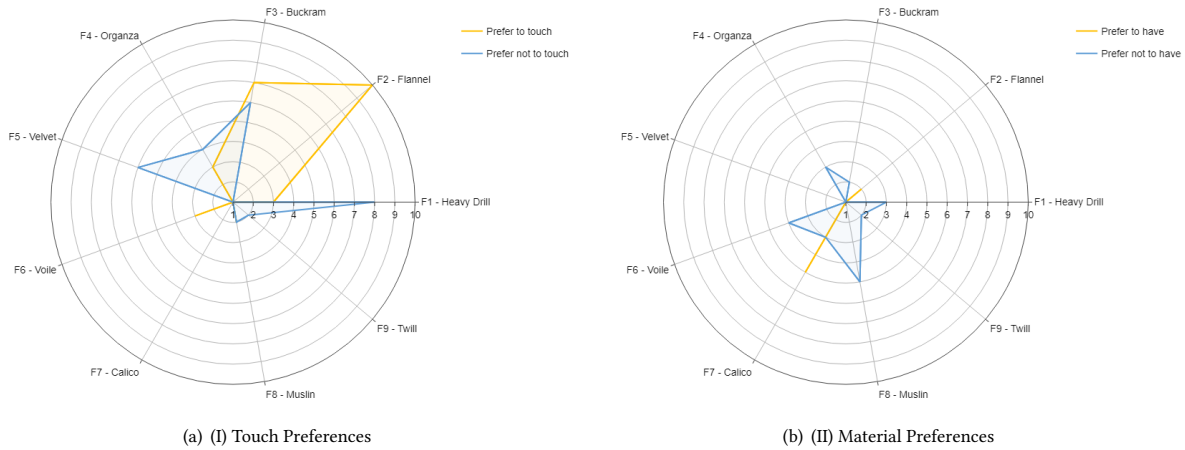 F3 - Buckram
F4 - Organza
F2 - Flannel
F5 - Velvet
F1 - Heavy Drill
1 2 3 4 5 6 7 8 9 10
F6 - Voile
F9 - Twill
F7 - Calico
F8 - Muslin
Prefer to touch
Prefer not to touch
(a) (I) Touch Preferences
F3 - Buckram
F4 - Organza
F2 - Flannel
F5 - Velvet
F1 - Heavy Drill
1 2 3 4 5 6 7 8 9 10
F6 - Voile
F9 - Twill
F7 - Calico
F8 - Muslin
Prefer to have
Prefer not to have
(b) (II) Material Preferences